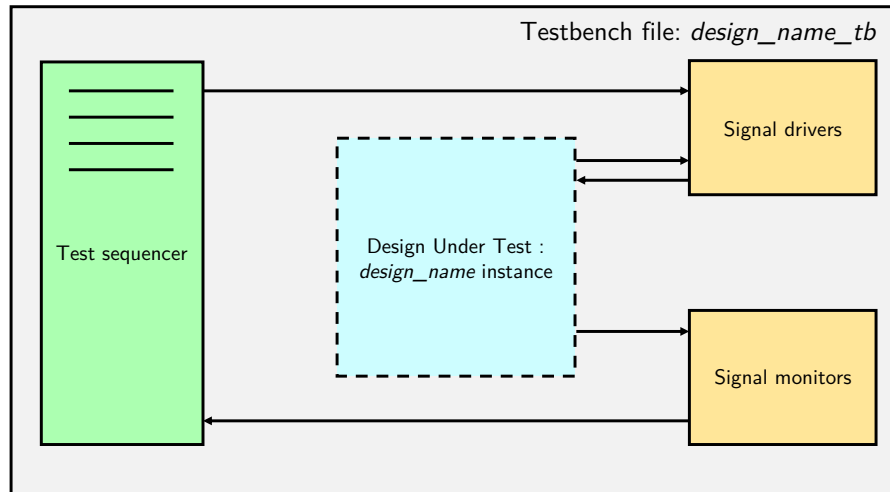 Testbench file: design_name_tb
Signal drivers
Test sequencer
Design Under Test :
design_name instance
Signal monitors